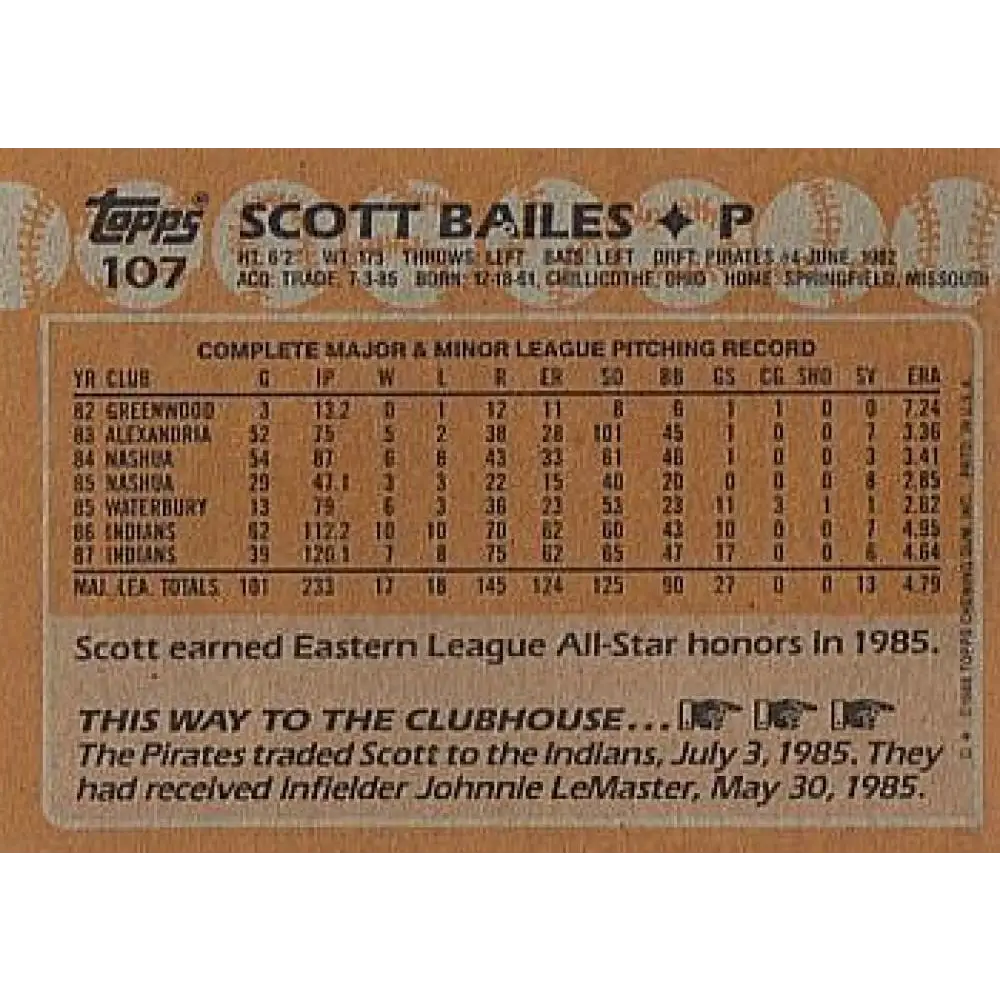 Topps® SCOTT BAILES ✦ P
107 HT. 6'2" WT. 175 THROWS: LEFT BATS: LEFT DRFT: PIRATES #4-JUNE, 1982
ACQ: TRADE, 7-3-85 BORN: 12-18-61, CHILLICOTHE, OHIO HOME: SPRINGFIELD, MISSOURI
COMPLETE MAJOR & MINOR LEAGUE PITCHING RECORD
YR CLUB G IP W L R ER SO BB GS CG SHO SV ERA
82 GREENWOOD 3 13.2 0 1 12 11 8 6 1 1 0 0 7.24
83 ALEXANDRIA 52 75 5 2 38 28 101 45 1 0 0 7 3.36
84 NASHUA 54 87 6 8 43 33 61 46 1 0 0 3 3.41
85 NASHUA 29 47.1 3 3 22 15 40 20 0 0 0 8 2.85
85 WATERBURY 13 79 6 3 36 23 53 23 11 3 1 1 2.62
86 INDIANS 62 112.2 10 10 70 62 60 43 10 0 0 7 4.95
87 INDIANS 39 120.1 7 8 75 62 65 47 17 0 0 6 4.64
MAJ. LEA. TOTALS 101 233 17 18 145 124 125 90 27 0 0 13 4.79
Scott earned Eastern League All-Star honors in 1985.
THIS WAY TO THE CLUBHOUSE...
The Pirates traded Scott to the Indians, July 3, 1985. They
had received Infielder Johnnie LeMaster, May 30, 1985.
©1988 TOPPS CHEWING GUM, INC. PRTD. IN U.S.A.